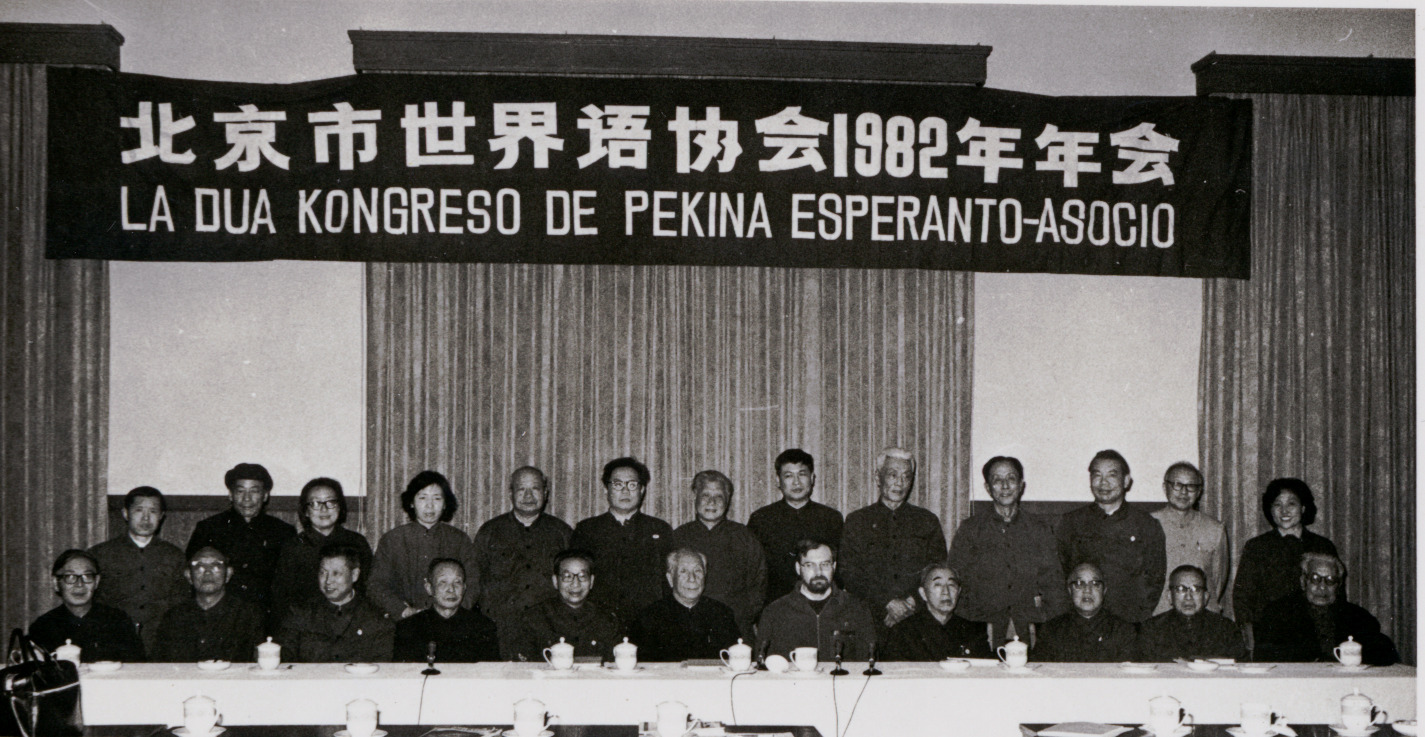 北京市世界语协会1982年年会
LA DUA KONGRESO DE PEKINA ESPERANTO-ASOCIO